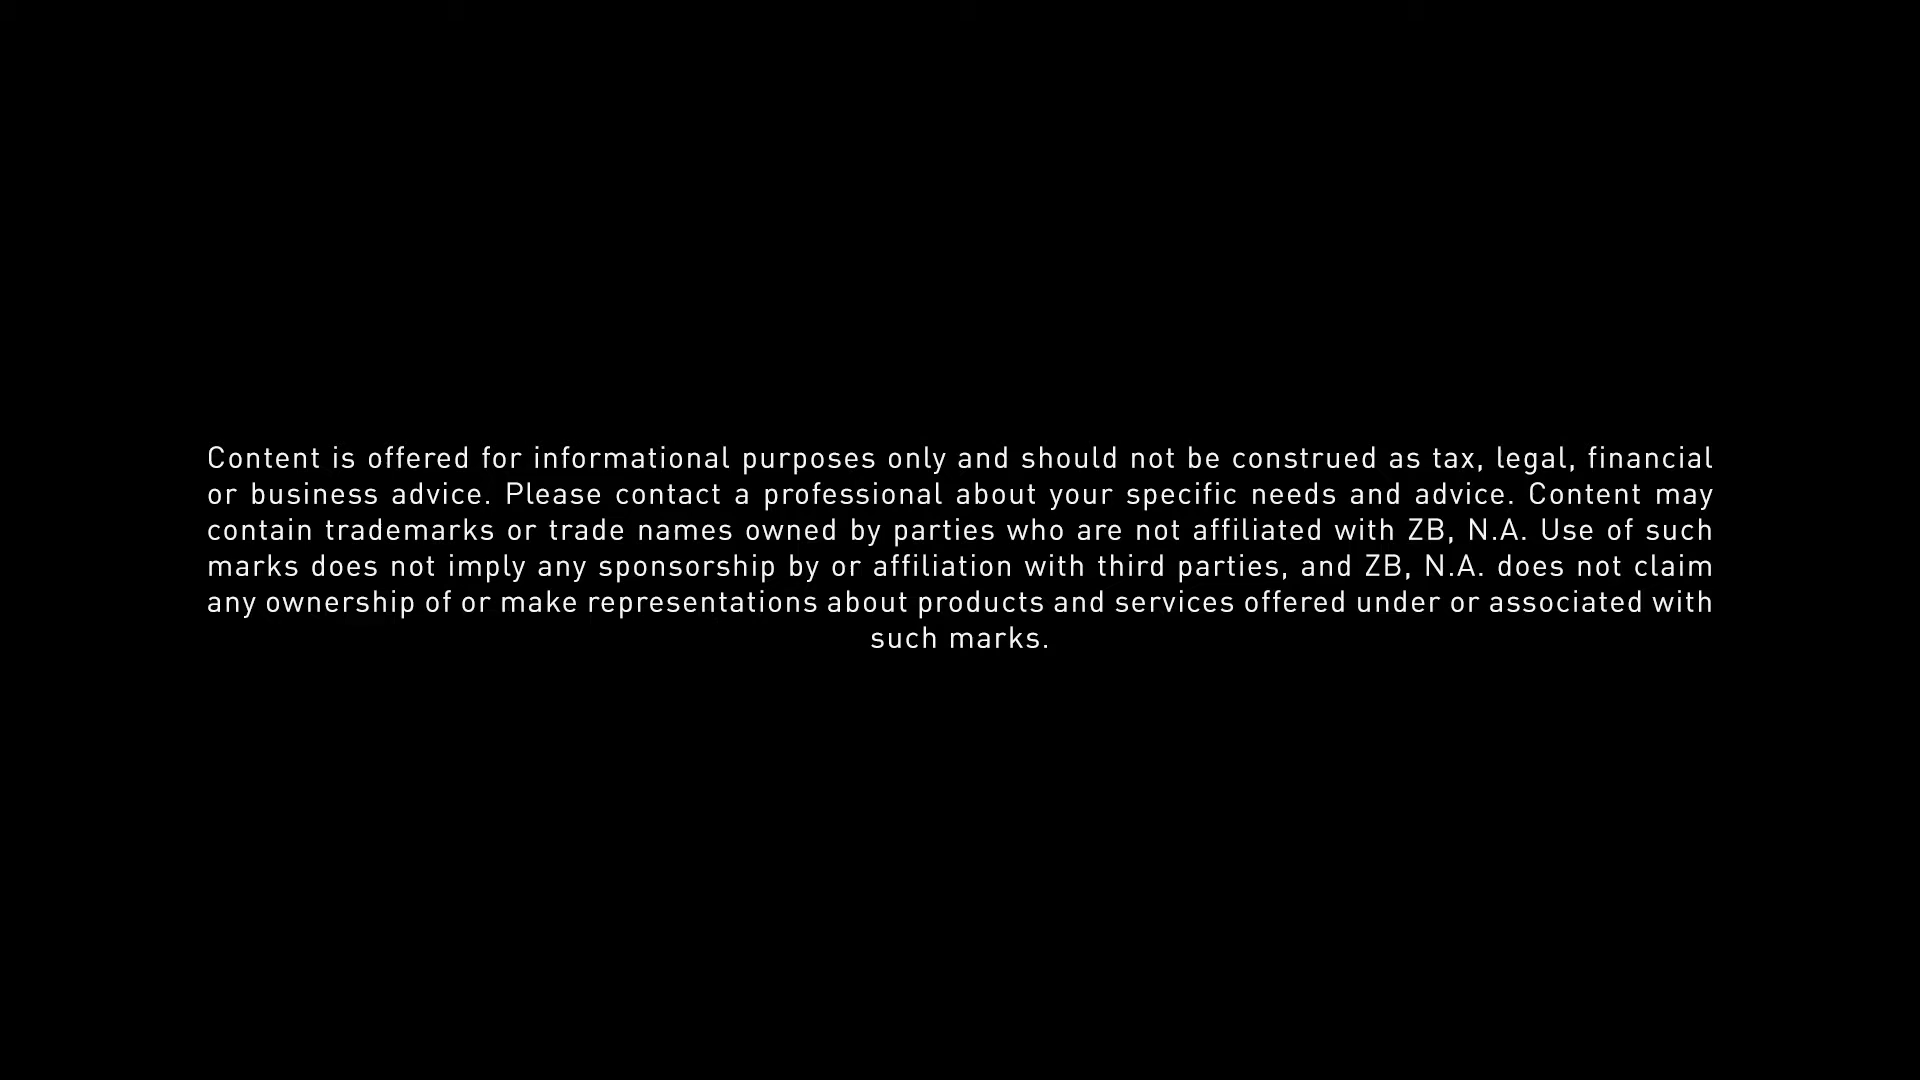 Content is offered for informational purposes only and should not be construed as tax, legal, financial
or business advice. Please contact a professional about your specific needs and advice. Content may
contain trademarks or trade names owned by parties who are not affiliated with ZB, N.A. Use of such
marks does not imply any sponsorship by or affiliation with third parties, and ZB, N.A. does not claim
any ownership of or make representations about products and services offered under or associated with
such marks.